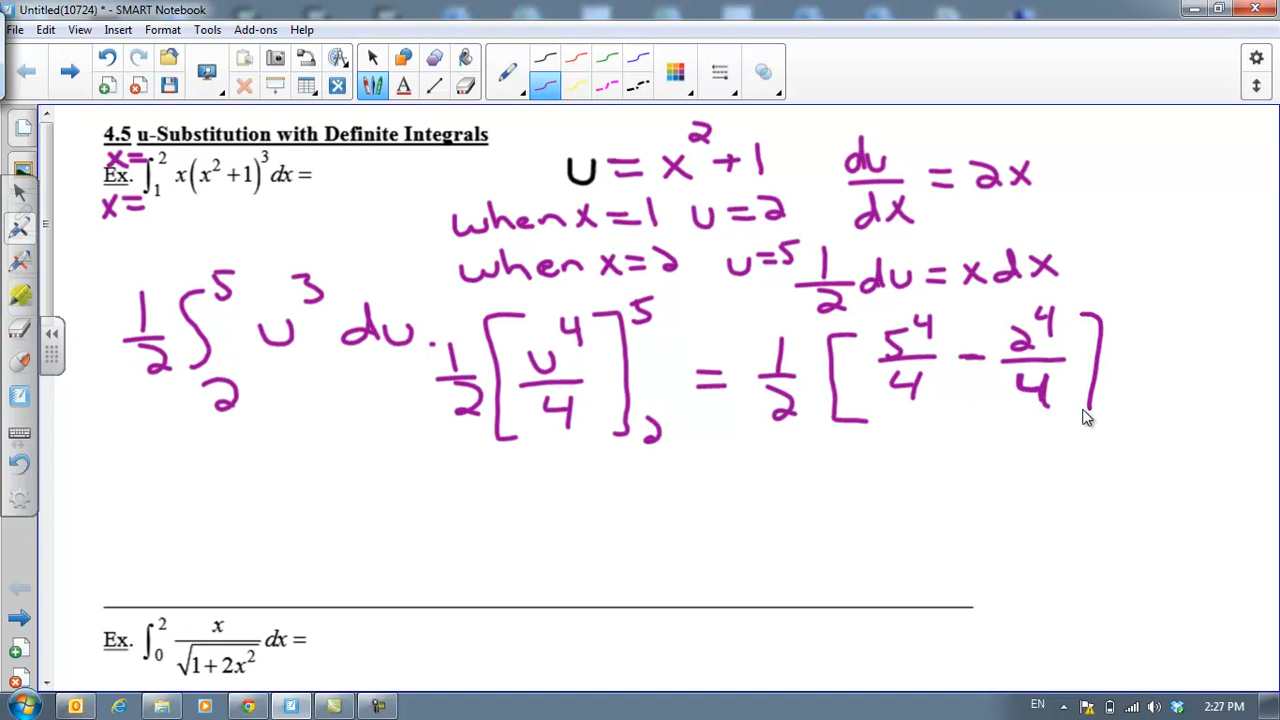 Untitled(10724) * - SMART Notebook
File Edit View Insert Format Tools Add-ons Help
4.5 u-Substitution with Definite Integrals
x=
Ex. ∫₁² x(x² + 1)³ dx =
x=
u = x² + 1
du/dx = 2x
when x = 1 u = 2
when x = 2 u = 5
1/2 du = x dx
1/2 ∫₂⁵ u³ du . 1/2 [u⁴/4]₂⁵ = 1/2 [5⁴/4 − 2⁴/4]
Ex. ∫₀² x/√(1 + 2x²) dx =
EN 2:27 PM